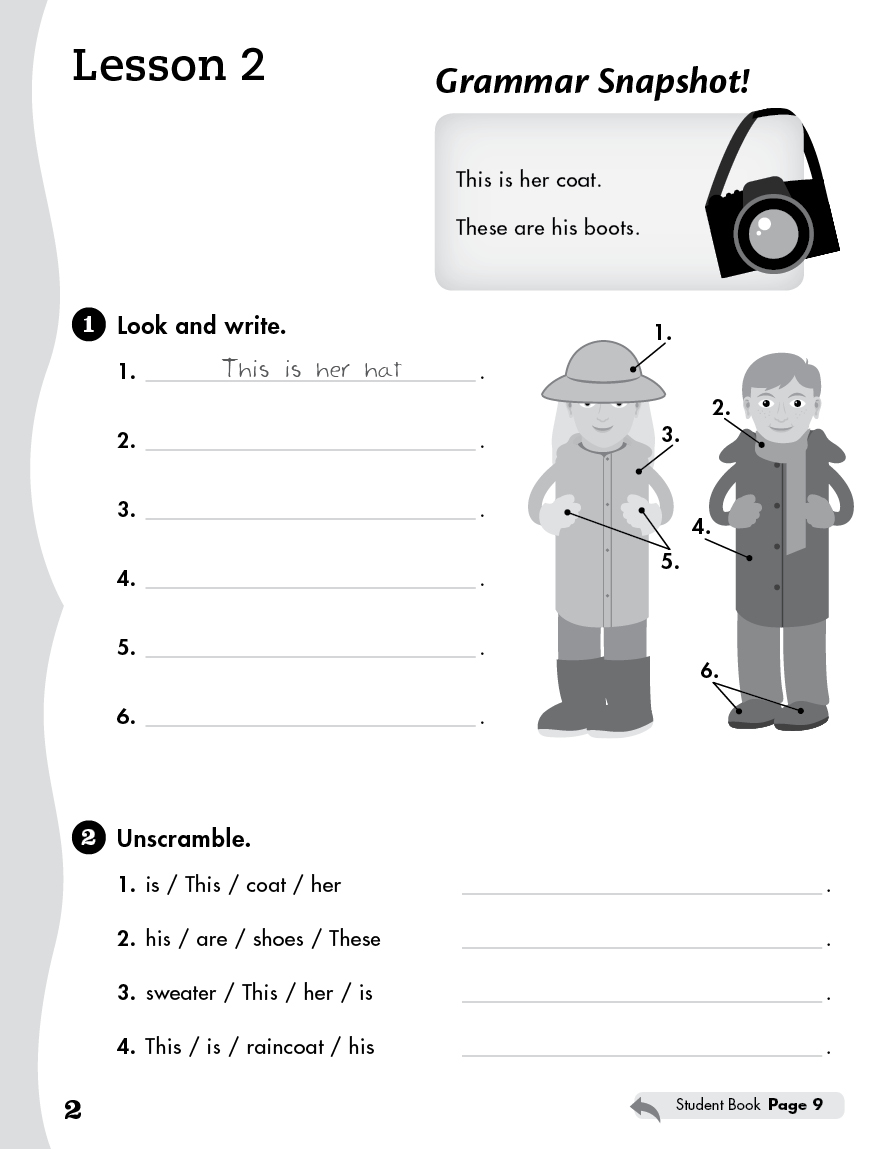 Lesson 2
Grammar Snapshot!
This is her coat.
These are his boots.
1 Look and write.
1. This is her hat .
2. .
3. .
4. .
5. .
6. .
1.
2.
3.
4.
5.
6.
2 Unscramble.
1. is / This / coat / her .
2. his / are / shoes / These .
3. sweater / This / her / is .
4. This / is / raincoat / his .
2
Student Book Page 9